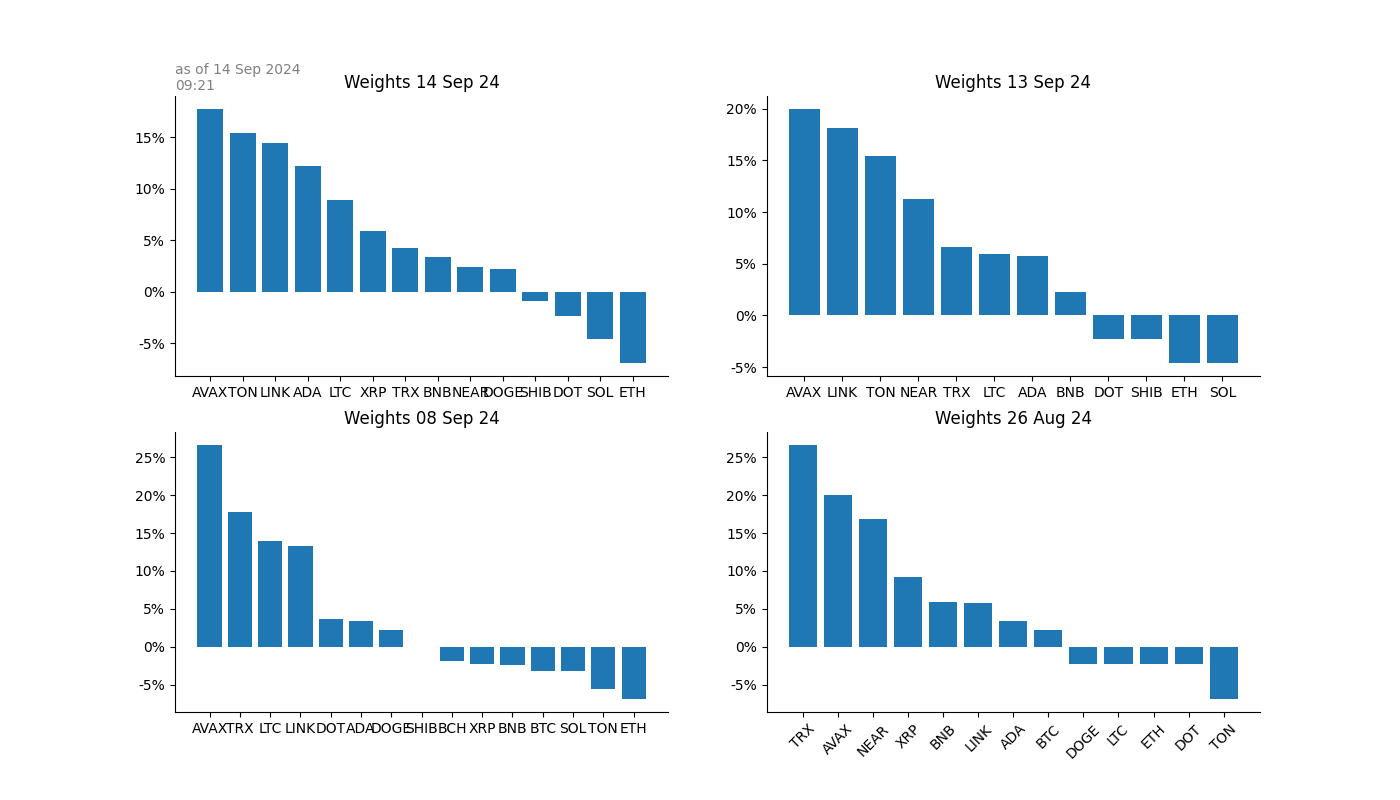 as of 14 Sep 2024
09:21
Weights 14 Sep 24
15%
10%
5%
0%
-5%
AVAX TON LINK ADA LTC XRP TRX BNB NEAR DOGE SHIB DOT SOL ETH
Weights 13 Sep 24
20%
15%
10%
5%
0%
-5%
AVAX LINK TON NEAR TRX LTC ADA BNB DOT SHIB ETH SOL
Weights 08 Sep 24
25%
20%
15%
10%
5%
0%
-5%
AVAX TRX LTC LINK DOT ADA DOGE SHIB BCH XRP BNB BTC SOL TON ETH
Weights 26 Aug 24
25%
20%
15%
10%
5%
0%
-5%
TRX AVAX NEAR XRP BNB LINK ADA BTC DOGE LTC ETH DOT TON